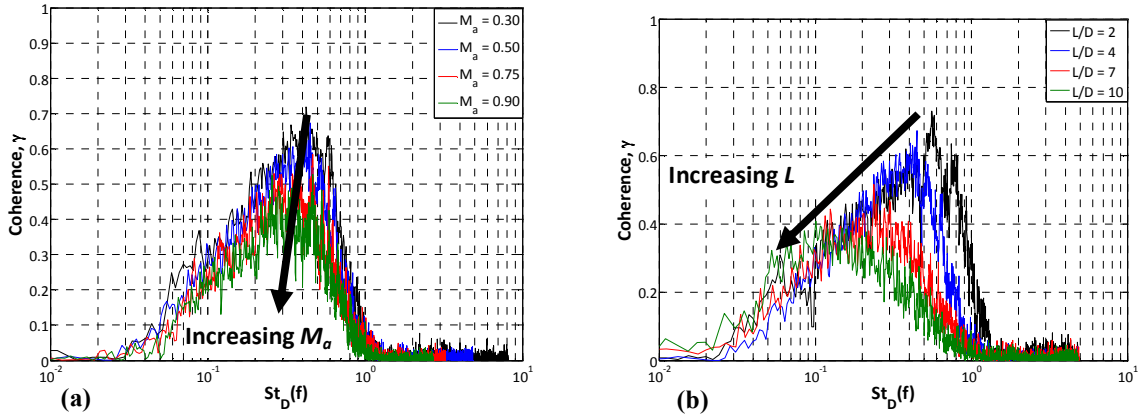 1
0.9
0.8
0.7
0.6
0.5
0.4
0.3
0.2
0.1
0
Coherence, γ
M_a = 0.30
M_a = 0.50
M_a = 0.75
M_a = 0.90
Increasing M_a
10^-2 10^-1 10^0 10^1
St_D(f)
(a)
1
0.8
0.6
0.4
0.2
0
Coherence, γ
L/D = 2
L/D = 4
L/D = 7
L/D = 10
Increasing L
10^-2 10^-1 10^0 10^1
St_D(f)
(b)